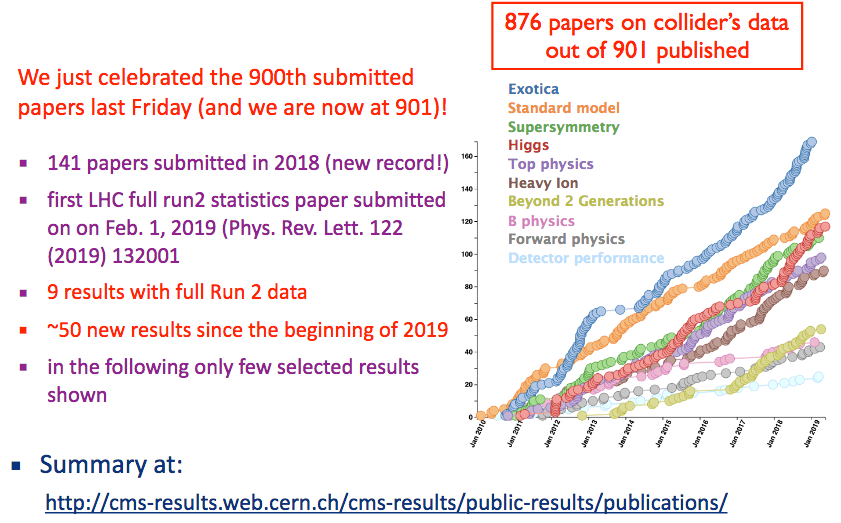 876 papers on collider's data
out of 901 published
We just celebrated the 900th submitted
papers last Friday (and we are now at 901)!
▪ 141 papers submitted in 2018 (new record!)
▪ first LHC full run2 statistics paper submitted
on on Feb. 1, 2019 (Phys. Rev. Lett. 122
(2019) 132001
▪ 9 results with full Run 2 data
▪ ~50 new results since the beginning of 2019
▪ in the following only few selected results
shown
Exotica
Standard model
Supersymmetry
Higgs
Top physics
Heavy Ion
Beyond 2 Generations
B physics
Forward physics
Detector performance
160
140
120
100
80
60
40
20
0
Jan 2010
Jan 2011
Jan 2012
Jan 2013
Jan 2014
Jan 2015
Jan 2016
Jan 2017
Jan 2018
Jan 2019
▪ Summary at:
http://cms-results.web.cern.ch/cms-results/public-results/publications/